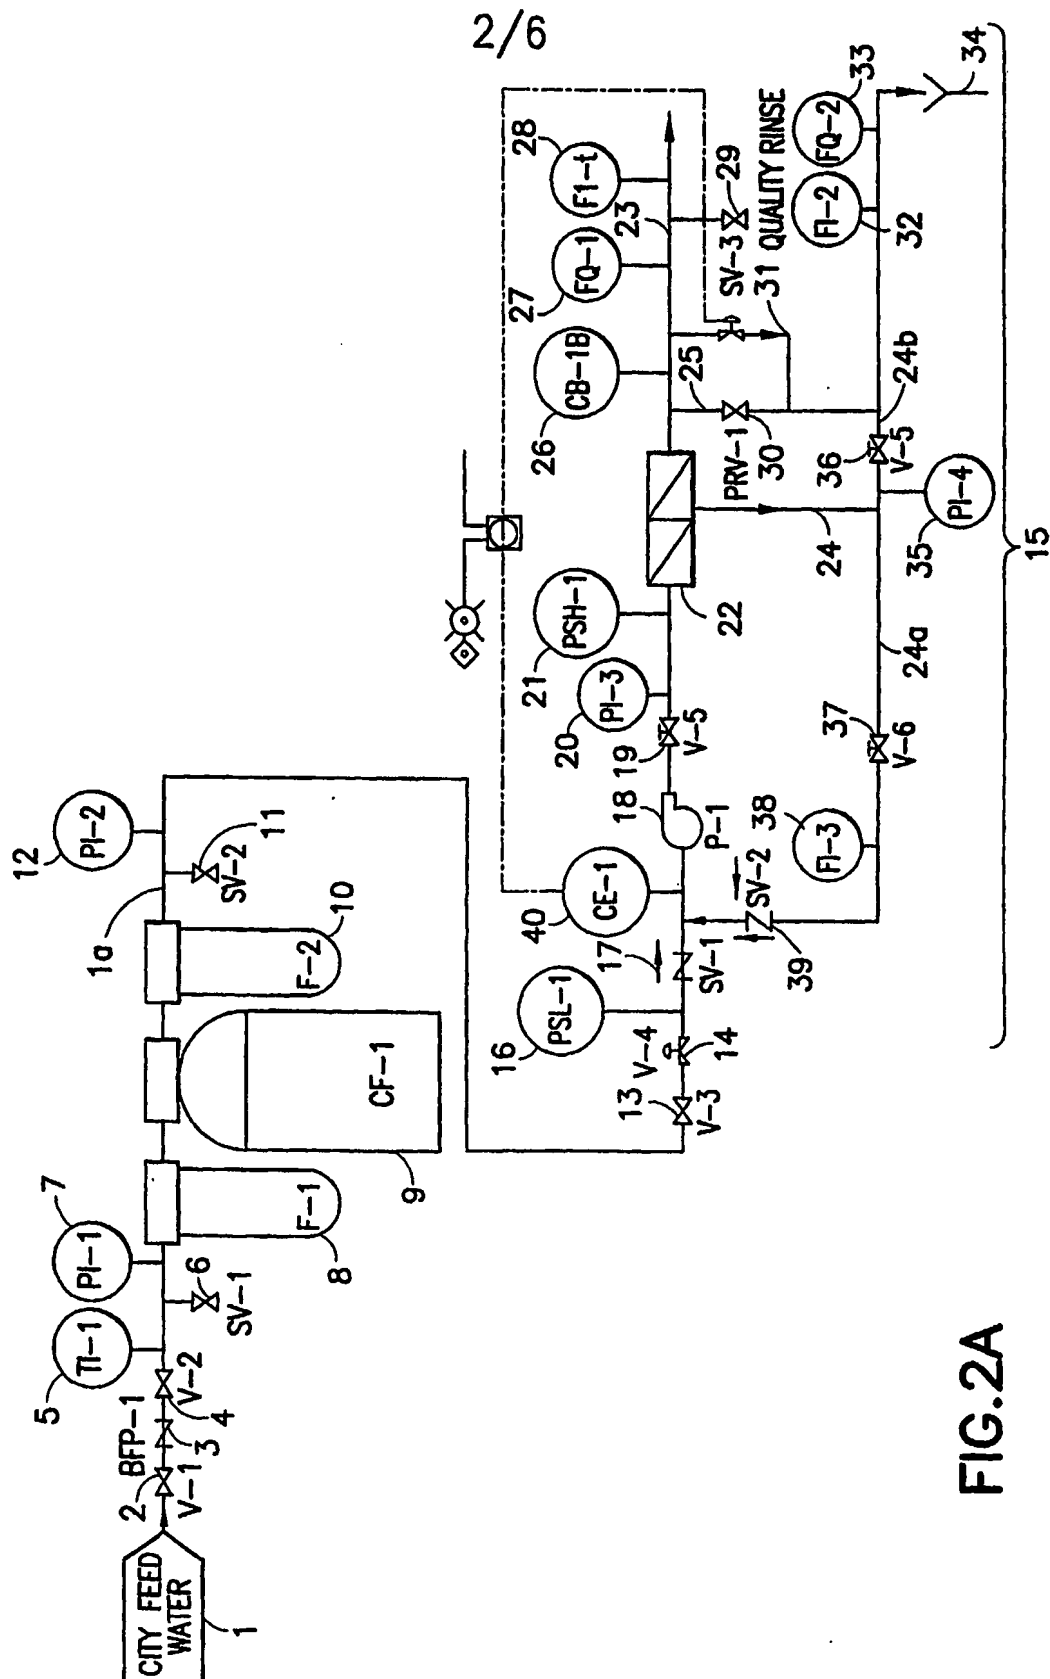 2/6
CITY FEED
WATER
1
2
V-1
BFP-1
3
V-2
4
5
TI-1
SV-1
6
7
PI-1
F-1
8
CF-1
9
F-2
10
1a
SV-2
11
12
PI-2
13
V-3
V-4
14
16
PSL-1
17
SV-1
40
CE-1
SV-2
39
18
P-1
38
FI-3
19
V-5
37
V-6
20
PI-3
21
PSH-1
22
24a
24
35
PI-4
36
V-5
24b
PRV-1
30
25
26
CB-1B
31
QUALITY RINSE
SV-3
29
27
FQ-1
23
28
F1-t
FI-2
32
FQ-2
33
34
15
FIG.2A